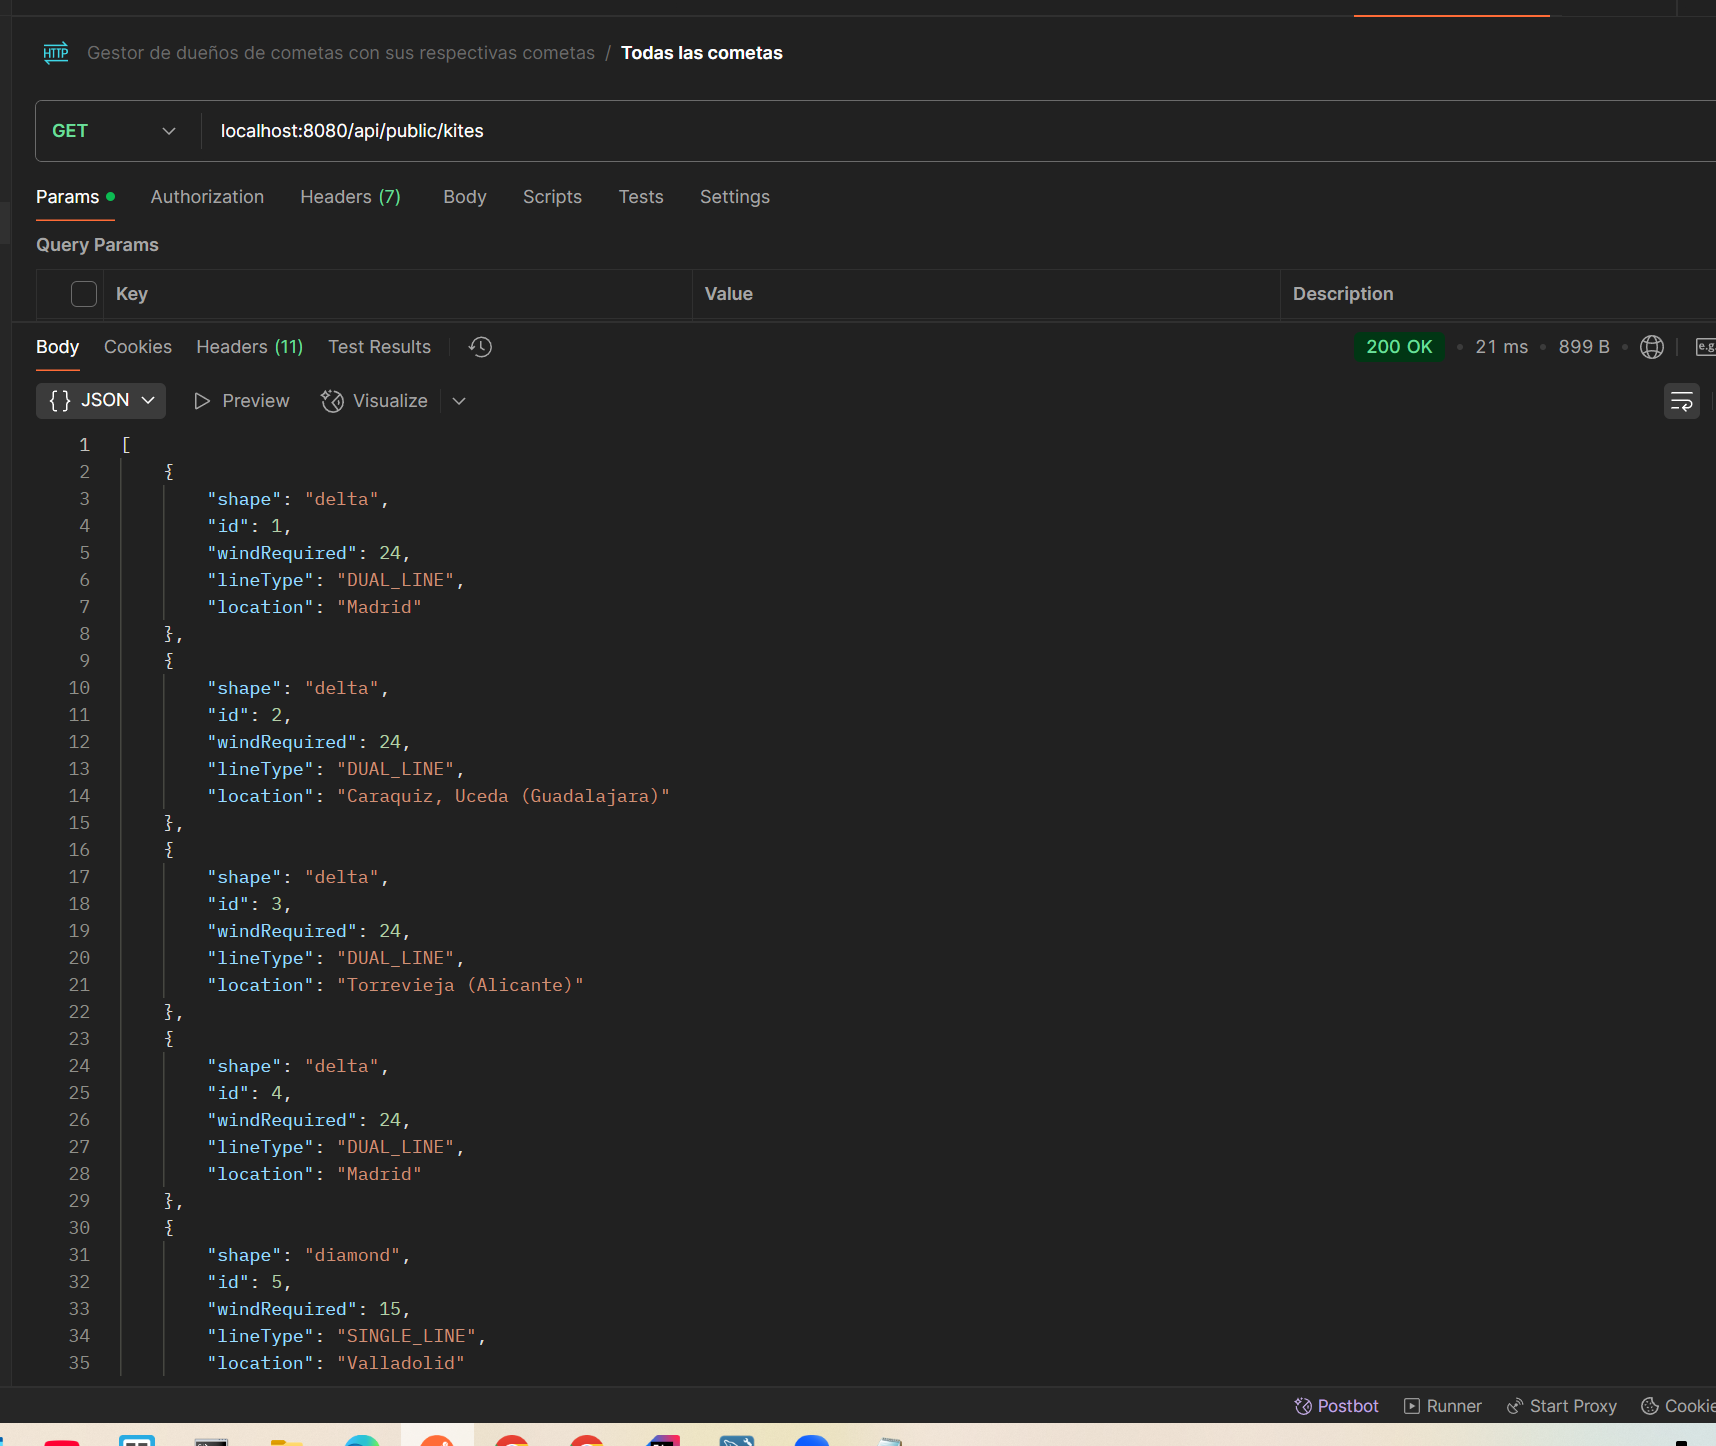 HTTP Gestor de dueños de cometas con sus respectivas cometas / Todas las cometas
GET localhost:8080/api/public/kites
Params Authorization Headers (7) Body Scripts Tests Settings
Query Params
Key Value Description
Body Cookies Headers (11) Test Results 200 OK • 21 ms • 899 B • e.g.
{} JSON Preview Visualize
1 [
2 {
3 "shape": "delta",
4 "id": 1,
5 "windRequired": 24,
6 "lineType": "DUAL_LINE",
7 "location": "Madrid"
8 },
9 {
10 "shape": "delta",
11 "id": 2,
12 "windRequired": 24,
13 "lineType": "DUAL_LINE",
14 "location": "Caraquiz, Uceda (Guadalajara)"
15 },
16 {
17 "shape": "delta",
18 "id": 3,
19 "windRequired": 24,
20 "lineType": "DUAL_LINE",
21 "location": "Torrevieja (Alicante)"
22 },
23 {
24 "shape": "delta",
25 "id": 4,
26 "windRequired": 24,
27 "lineType": "DUAL_LINE",
28 "location": "Madrid"
29 },
30 {
31 "shape": "diamond",
32 "id": 5,
33 "windRequired": 15,
34 "lineType": "SINGLE_LINE",
35 "location": "Valladolid"
Postbot Runner Start Proxy Cookie